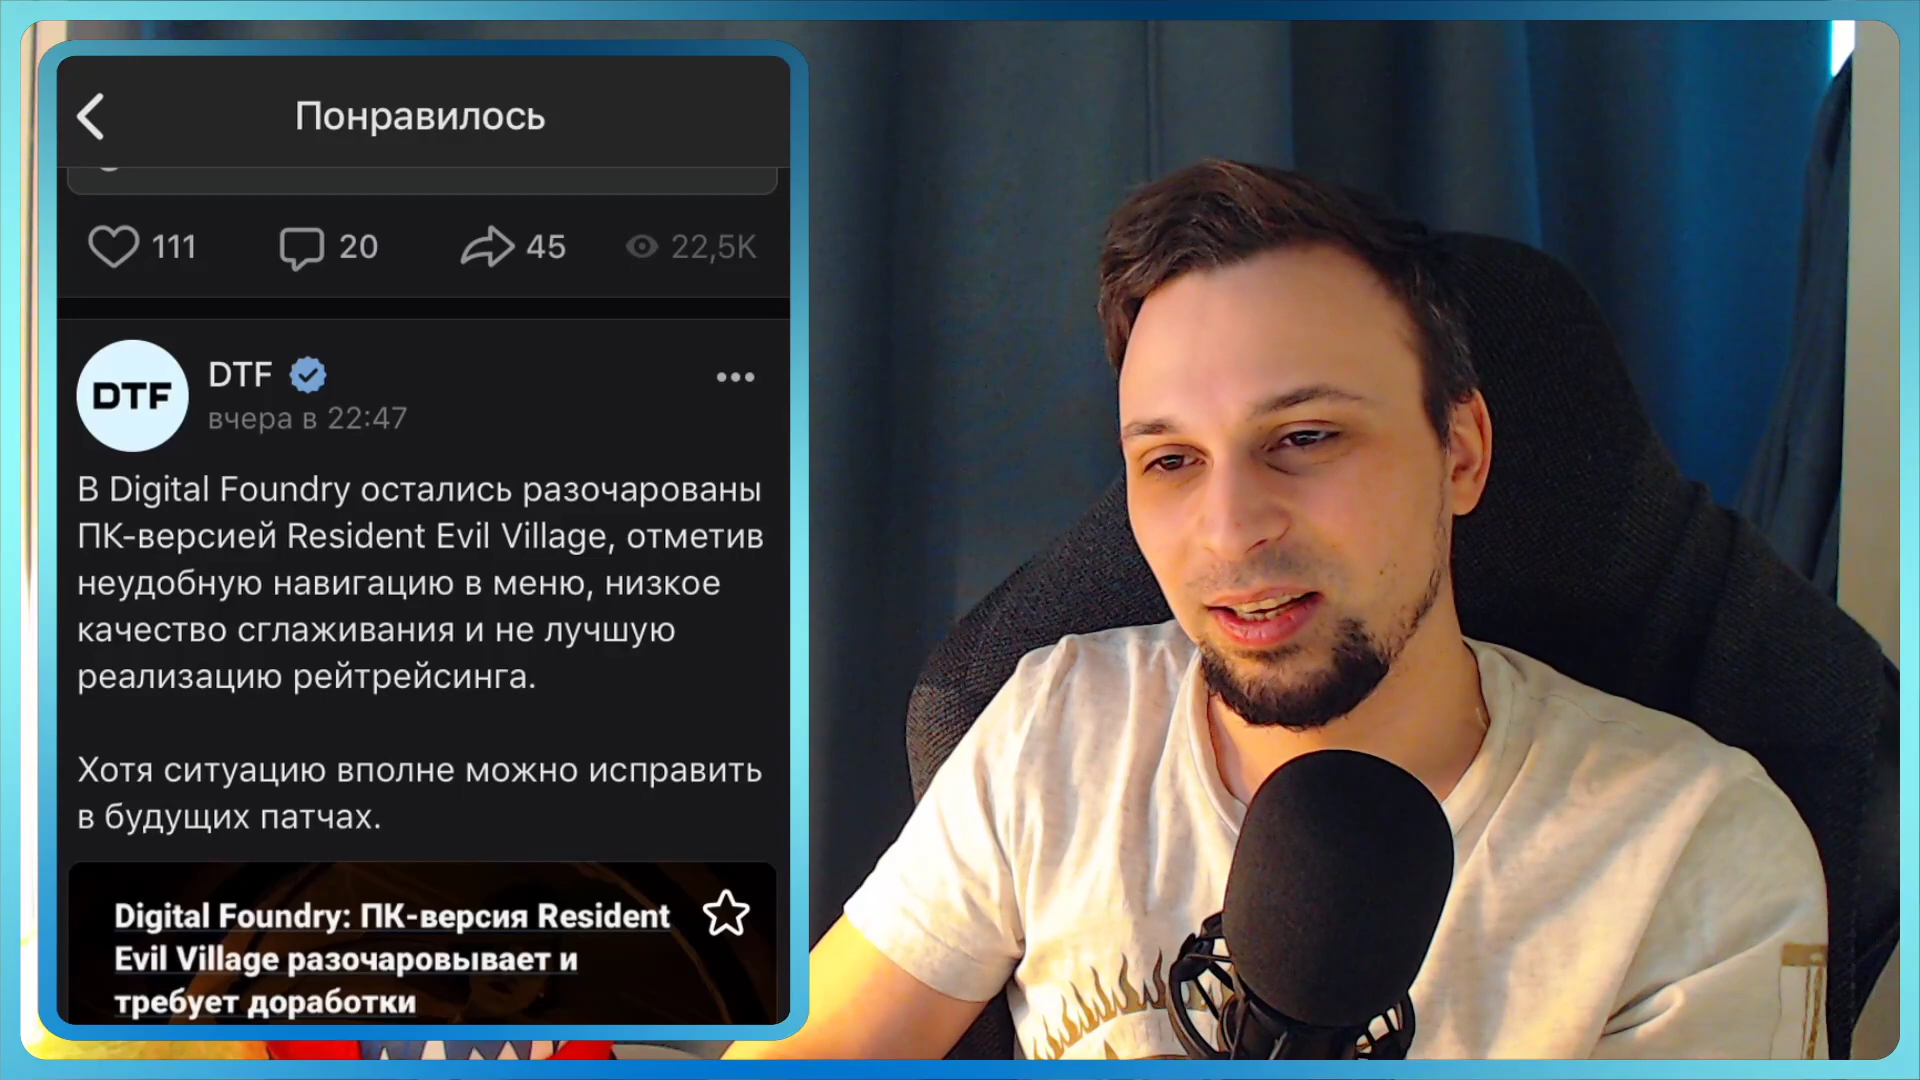 Понравилось
111
20
45
22,5K
DTF
DTF
вчера в 22:47
В Digital Foundry остались разочарованы
ПК-версией Resident Evil Village, отметив
неудобную навигацию в меню, низкое
качество сглаживания и не лучшую
реализацию рейтрейсинга.
Хотя ситуацию вполне можно исправить
в будущих патчах.
Digital Foundry: ПК-версия Resident
Evil Village разочаровывает и
требует доработки